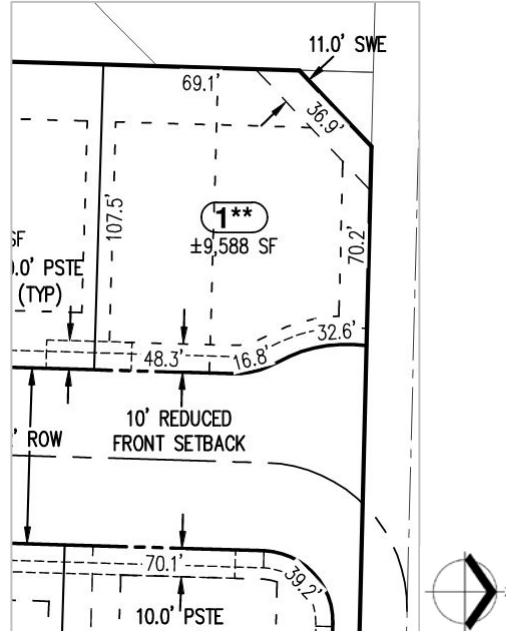 11.0' SWE
69.1'
36.9'
107.5'
1**
±9,588 SF
70.2'
SF
.0' PSTE
(TYP)
48.3'
16.8'
32.6'
' ROW
10' REDUCED
FRONT SETBACK
70.1'
39.2'
10.0' PSTE